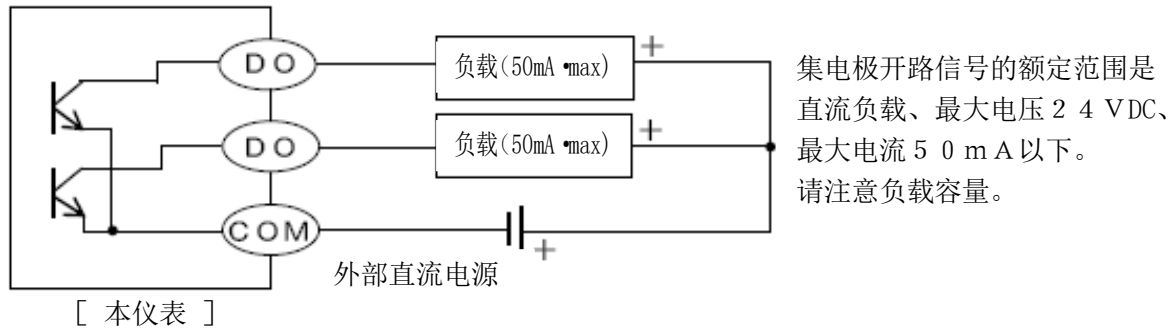 DO
负载(50mA•max)
+
DO
负载(50mA•max)
+
COM
+
外部直流电源
[ 本仪表 ]
集电极开路信号的额定范围是
直流负载、最大电压２４ＶDC、
最大电流５０ｍＡ以下。
请注意负载容量。